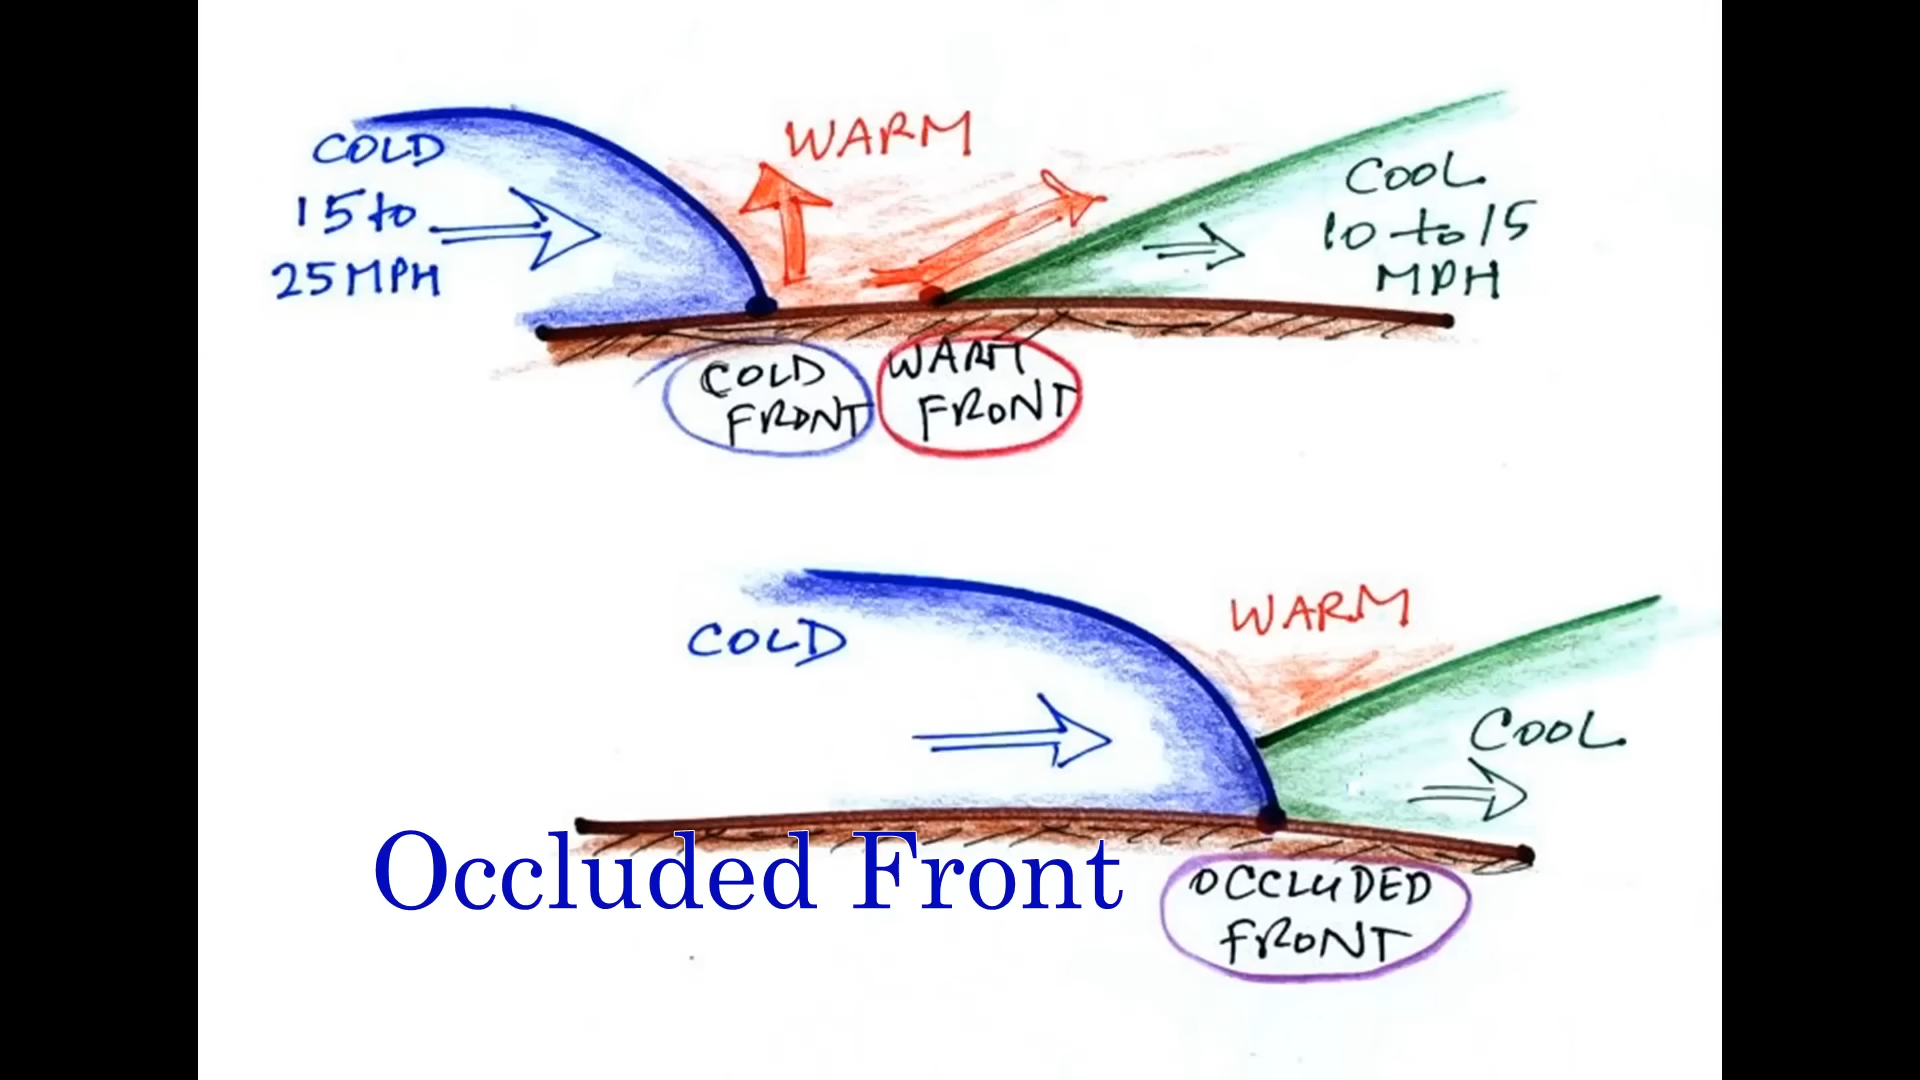 WARM
COLD
15 to
25 MPH
COOL
10 to 15
MPH
COLD
FRONT
WARM
FRONT
WARM
COLD
COOL
Occluded Front
OCCLUDED
FRONT